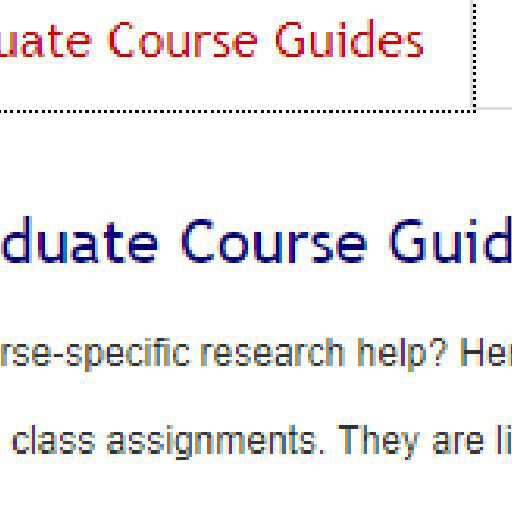 uate Course Guides
duate Course Guid
rse-specific research help? Her
class assignments. They are li